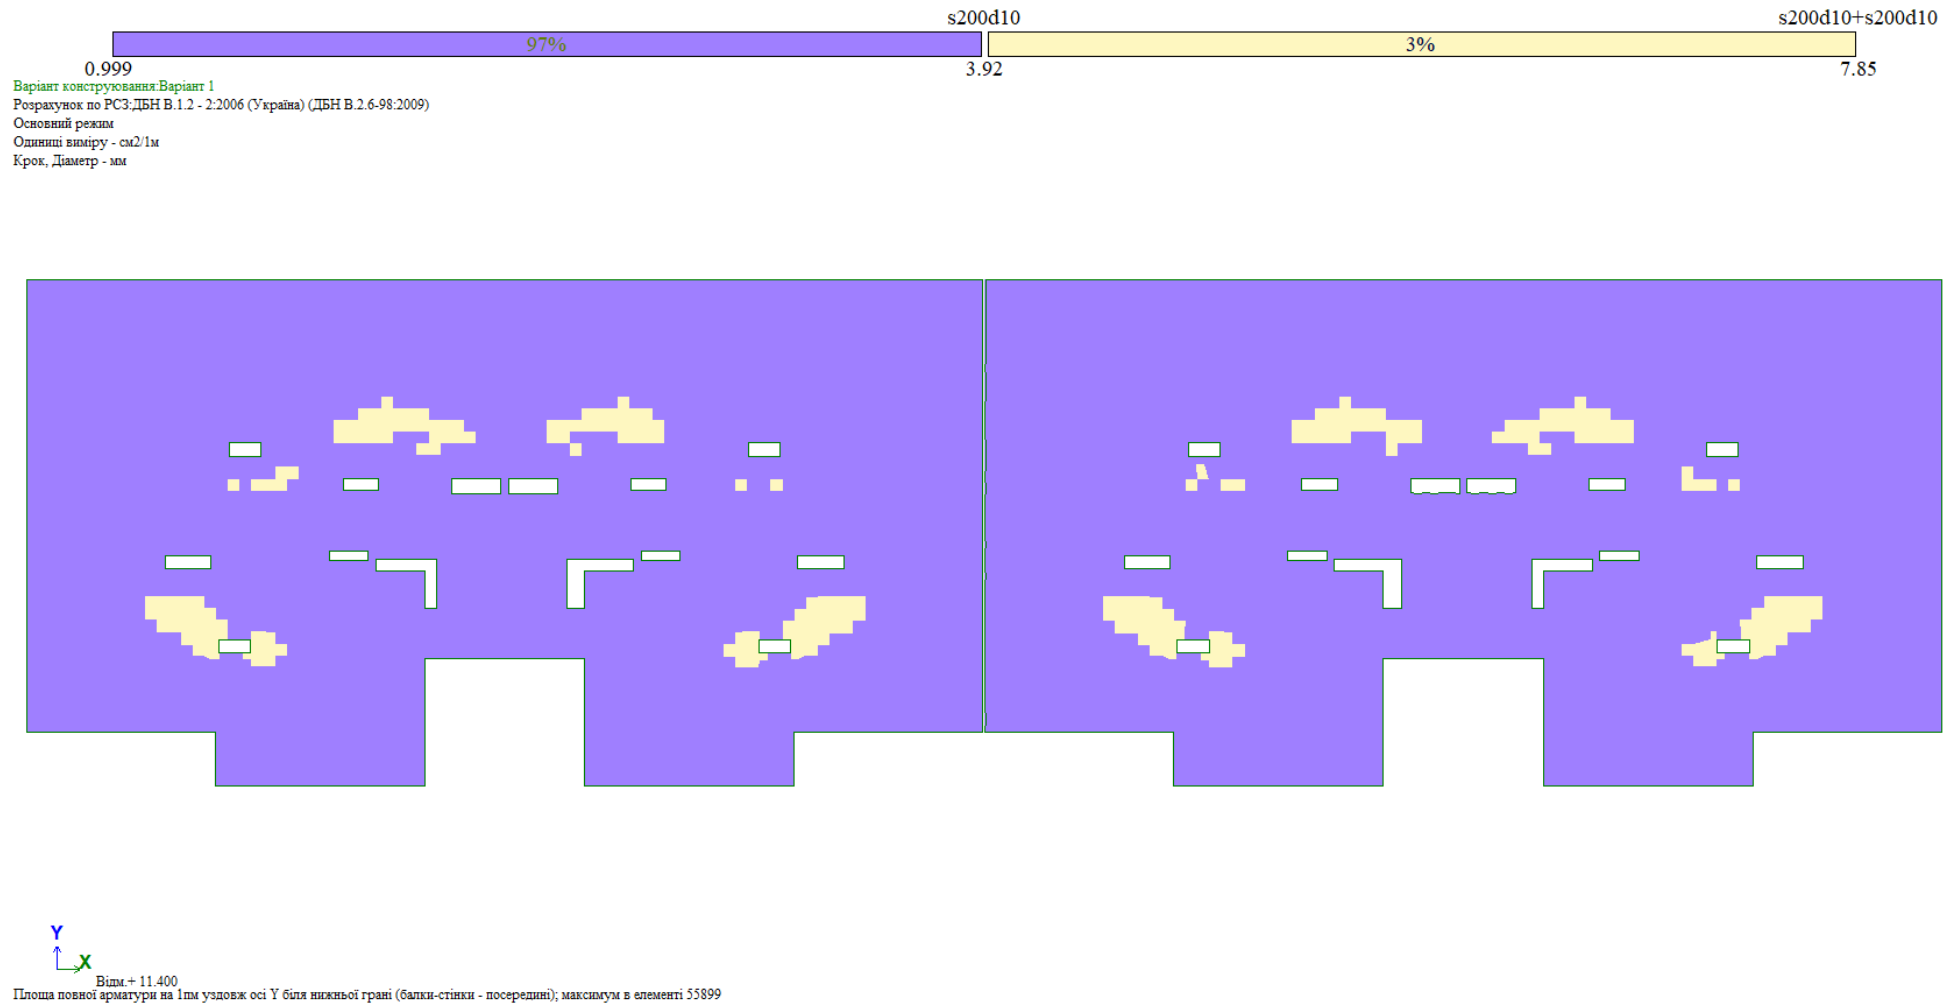 s200d10 s200d10+s200d10
97% 3%
0.999 3.92 7.85
Варіант конструювання:Варіант 1
Розрахунок по РСЗ:ДБН В.1.2 - 2:2006 (Україна) (ДБН В.2.6-98:2009)
Основний режим
Одиниці виміру - см2/1м
Крок, Діаметр - мм
Y
X
Відм.+ 11.400
Площа повної арматури на 1пм уздовж осі Y біля нижньої грані (балки-стінки - посередині); максимум в елементі 55899